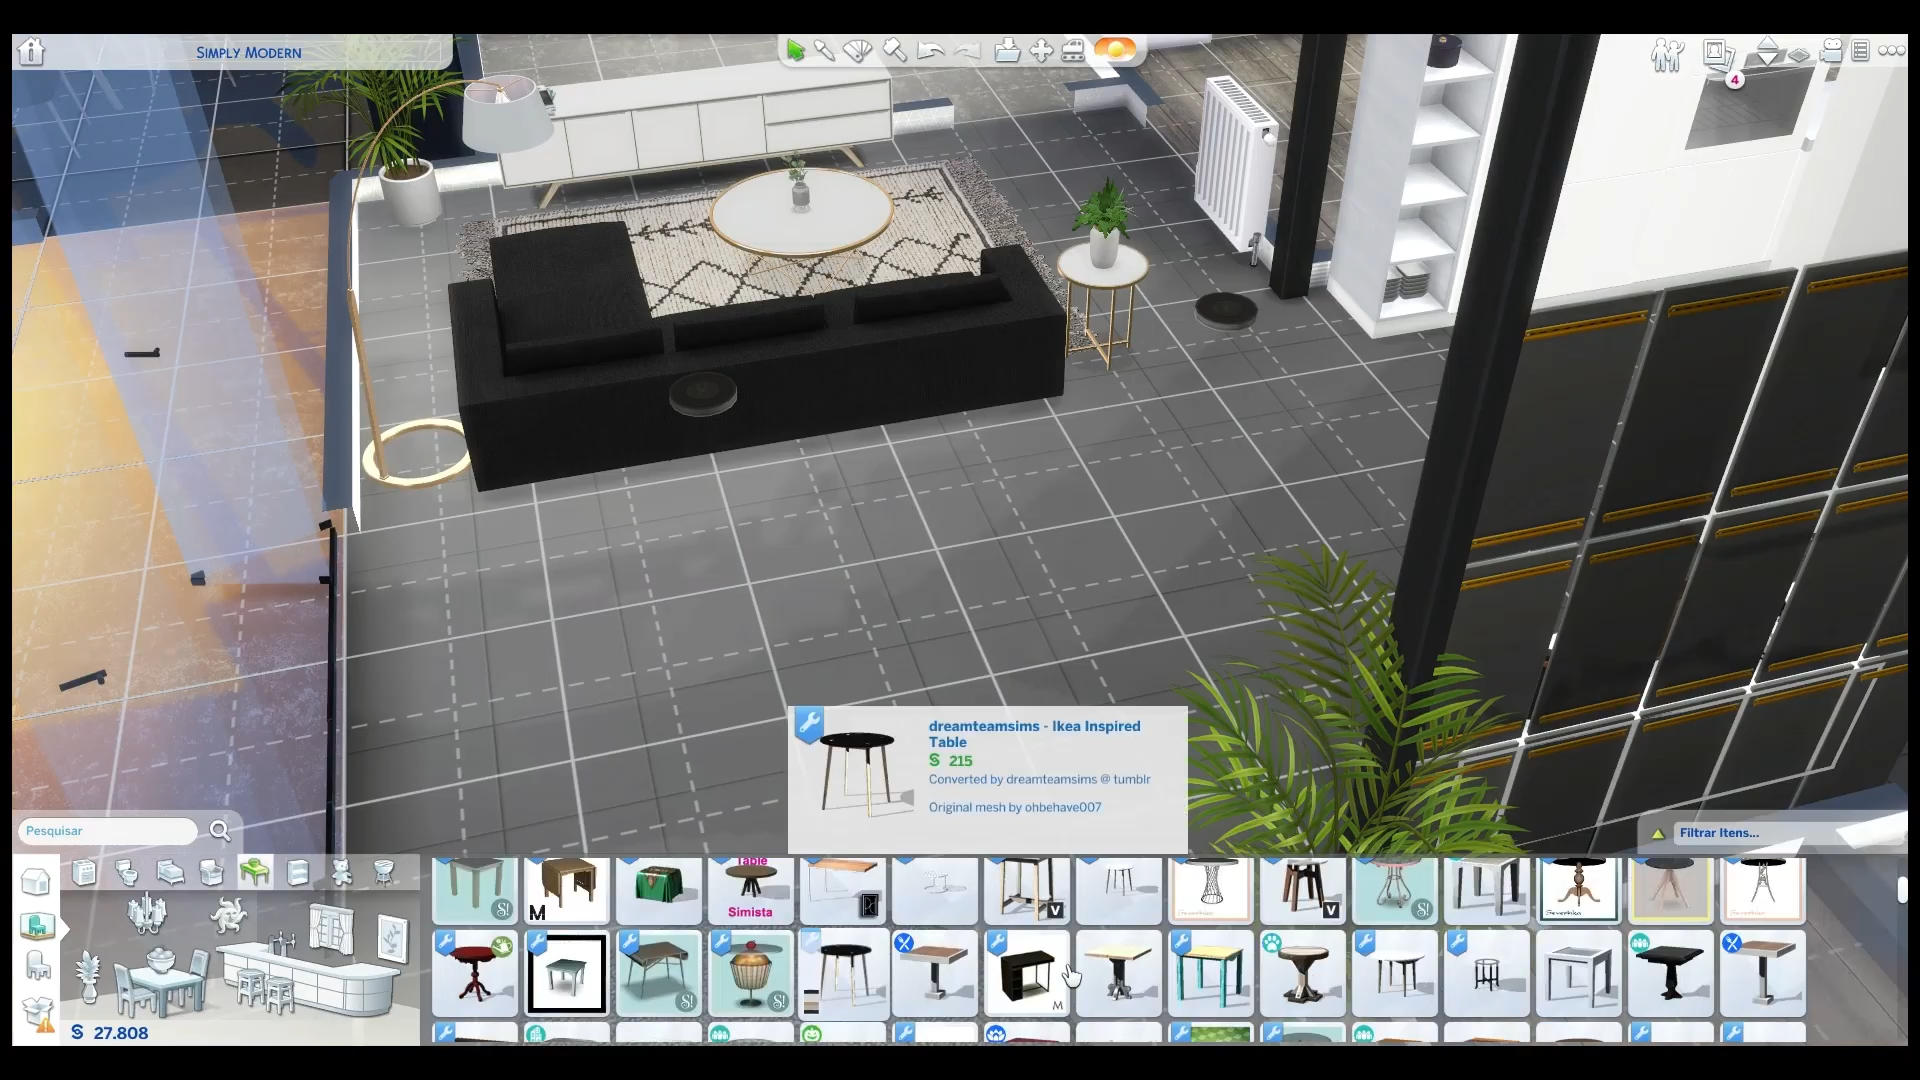 Simply Modern
4
dreamteamsims - Ikea Inspired
Table
§ 215
Converted by dreamteamsims @ tumblr
Original mesh by ohbehave007
Pesquisar
Filtrar Itens...
M
Table
Simista
S!
V
V
S!
S!
S!
M
§ 27.808